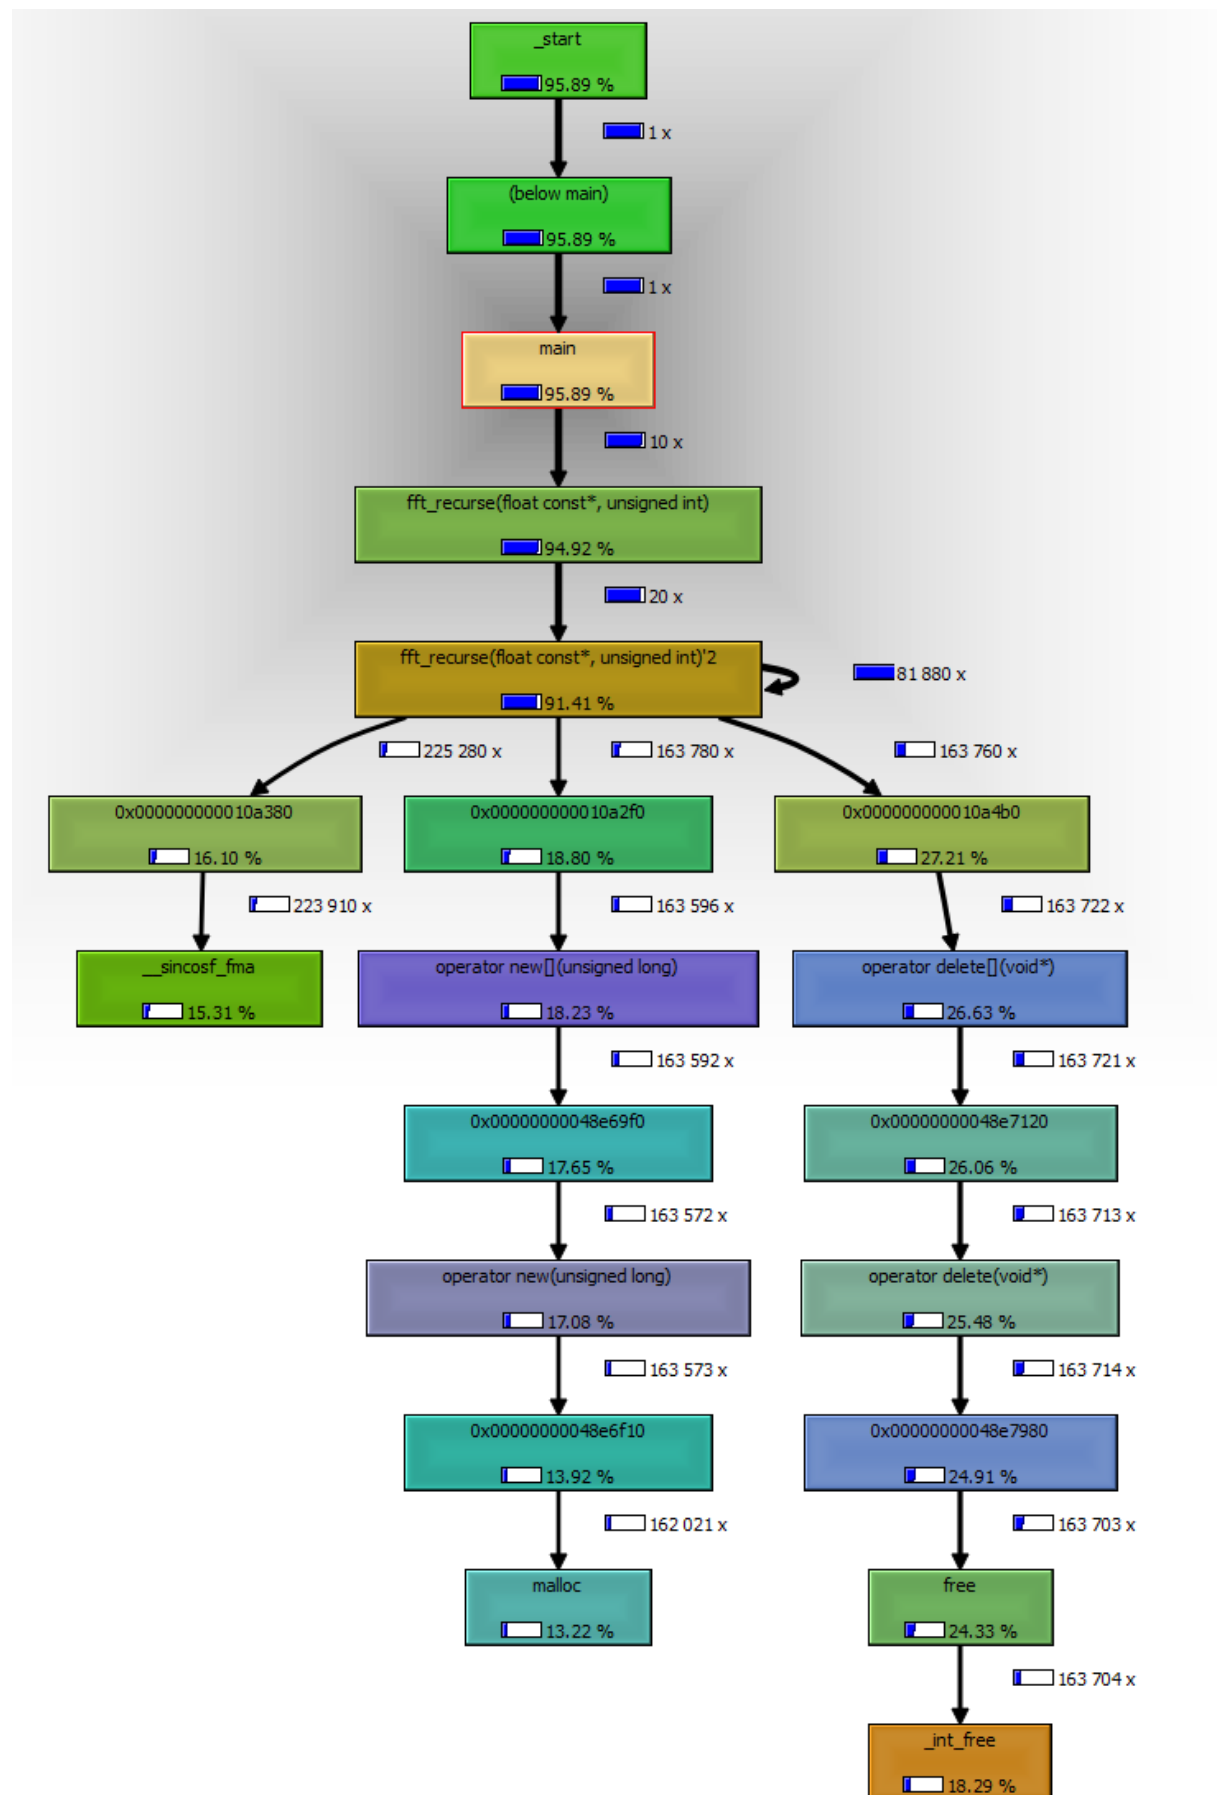 _start
95.89 %
1 x
(below main)
95.89 %
1 x
main
95.89 %
10 x
fft_recurse(float const*, unsigned int)
94.92 %
20 x
fft_recurse(float const*, unsigned int)'2
91.41 %
81 880 x
225 280 x
163 780 x
163 760 x
0x000000000010a380
16.10 %
0x000000000010a2f0
18.80 %
0x000000000010a4b0
27.21 %
223 910 x
163 596 x
163 722 x
__sincosf_fma
15.31 %
operator new[](unsigned long)
18.23 %
operator delete[](void*)
26.63 %
163 592 x
163 721 x
0x00000000048e69f0
17.65 %
0x00000000048e7120
26.06 %
163 572 x
163 713 x
operator new(unsigned long)
17.08 %
operator delete(void*)
25.48 %
163 573 x
163 714 x
0x00000000048e6f10
13.92 %
0x00000000048e7980
24.91 %
162 021 x
163 703 x
malloc
13.22 %
free
24.33 %
163 704 x
_int_free
18.29 %